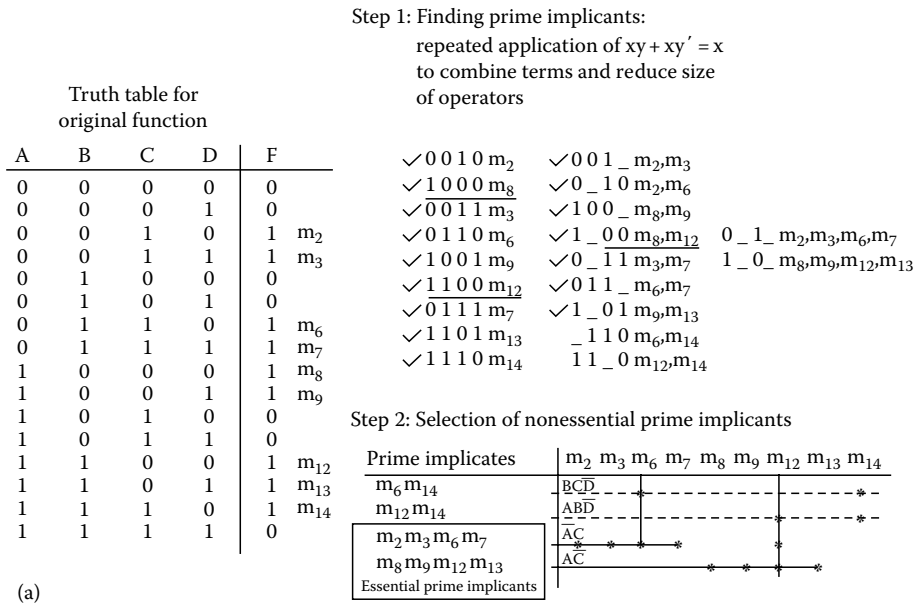 Step 1: Finding prime implicants:
repeated application of xy + xy′ = x
to combine terms and reduce size
of operators
Truth table for
original function
A B C D F
0 0 0 0 0
0 0 0 1 0
0 0 1 0 1 m₂
0 0 1 1 1 m₃
0 1 0 0 0
0 1 0 1 0
0 1 1 0 1 m₆
0 1 1 1 1 m₇
1 0 0 0 1 m₈
1 0 0 1 1 m₉
1 0 1 0 0
1 0 1 1 0
1 1 0 0 1 m₁₂
1 1 0 1 1 m₁₃
1 1 1 0 1 m₁₄
1 1 1 1 0
✓0 0 1 0 m₂ ✓0 0 1 _ m₂,m₃
✓1 0 0 0 m₈ ✓0 _ 1 0 m₂,m₆
✓0 0 1 1 m₃ ✓1 0 0 _ m₈,m₉
✓0 1 1 0 m₆ ✓1 _ 0 0 m₈,m₁₂ 0 _ 1 _ m₂,m₃,m₆,m₇
✓1 0 0 1 m₉ ✓0 _ 1 1 m₃,m₇ 1 _ 0 _ m₈,m₉,m₁₂,m₁₃
✓1 1 0 0 m₁₂ ✓0 1 1 _ m₆,m₇
✓0 1 1 1 m₇ ✓1 _ 0 1 m₉,m₁₃
✓1 1 0 1 m₁₃ _ 1 1 0 m₆,m₁₄
✓1 1 1 0 m₁₄ 1 1 _ 0 m₁₂,m₁₄
Step 2: Selection of nonessential prime implicants
Prime implicates m₂ m₃ m₆ m₇ m₈ m₉ m₁₂ m₁₃ m₁₄
m₆ m₁₄ BCD̅ * *
m₁₂ m₁₄ ABD̅ * *
m₂ m₃ m₆ m₇ A̅C * * * * *
m₈ m₉ m₁₂ m₁₃ AC̅ * * * *
Essential prime implicants
(a)